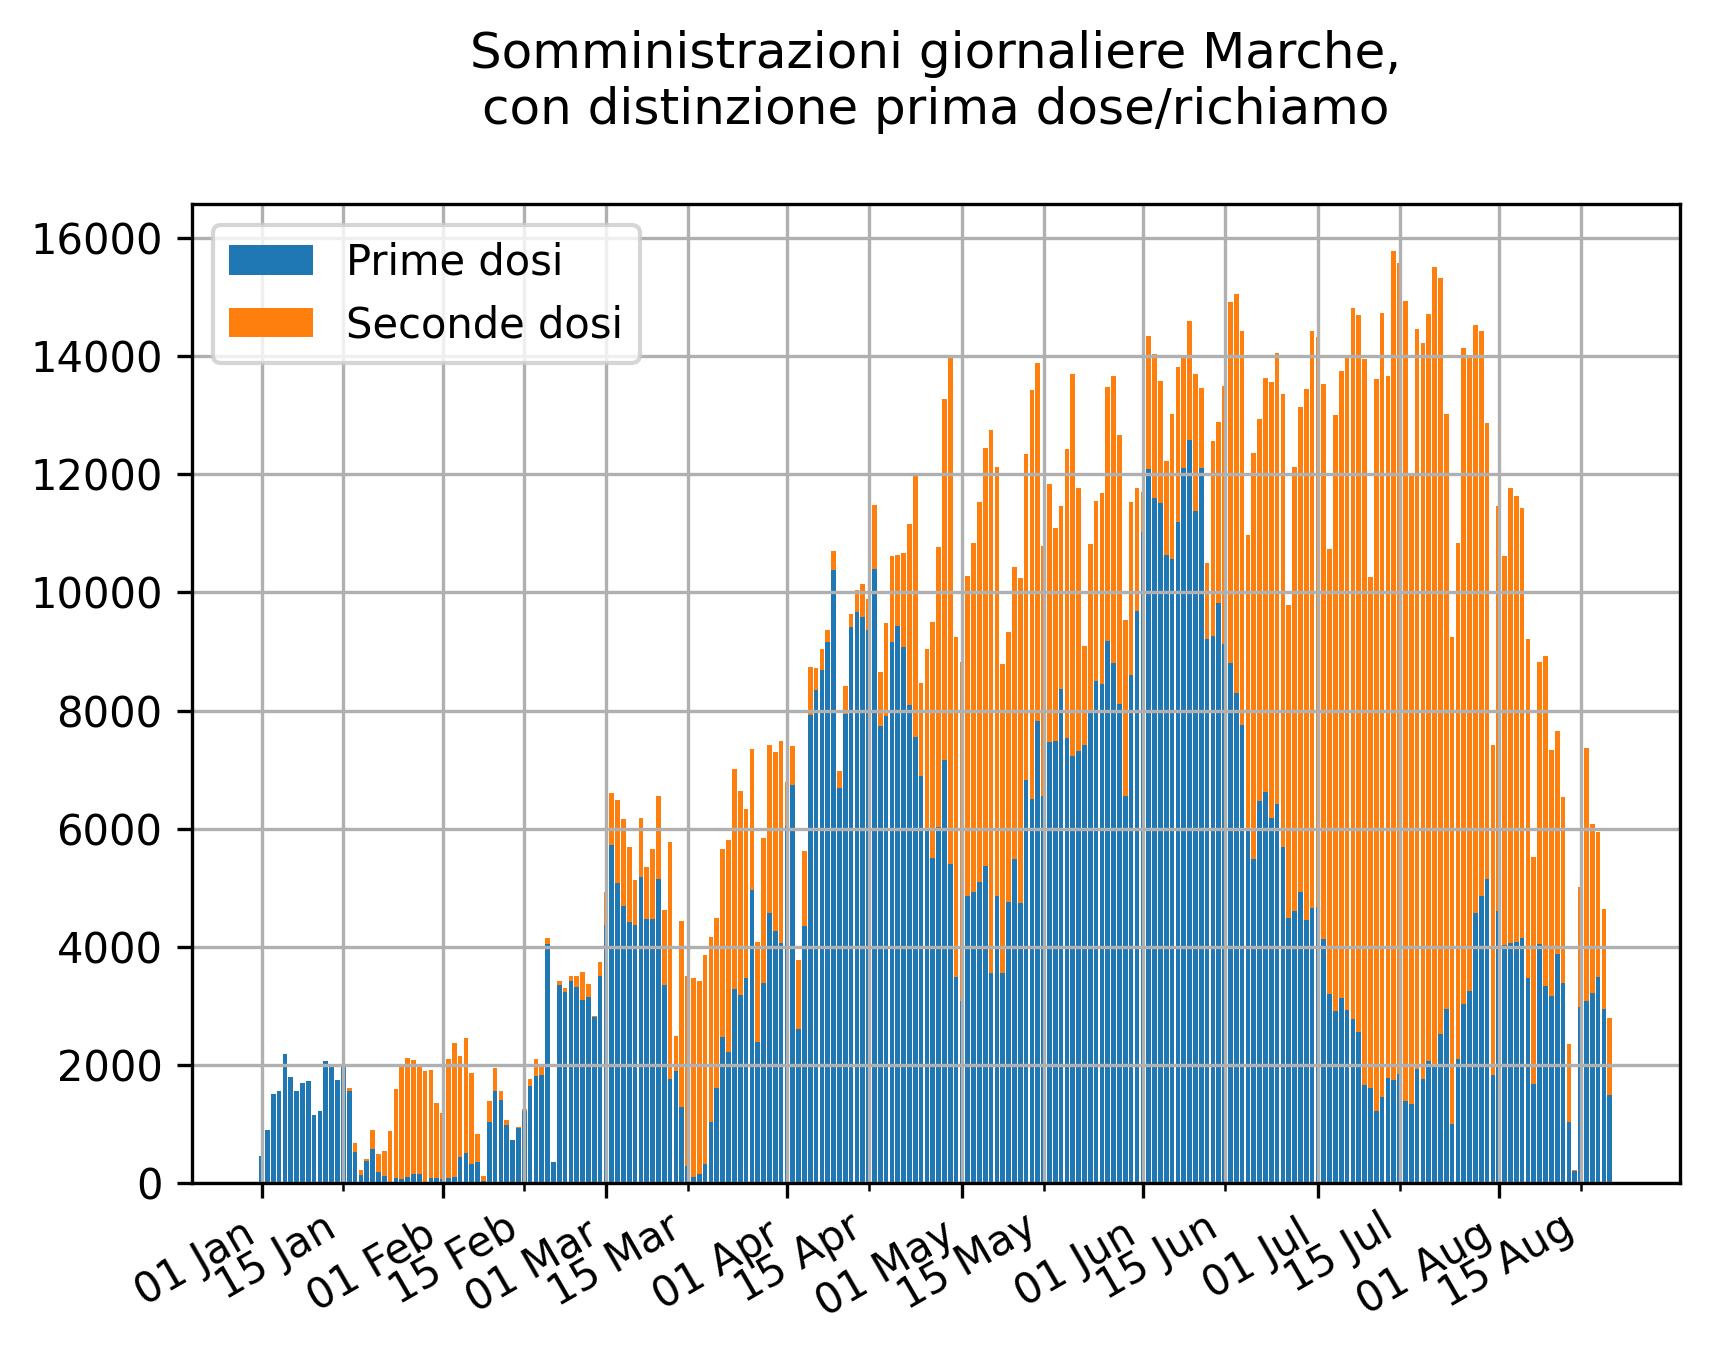 Somministrazioni giornaliere Marche,
con distinzione prima dose/richiamo
Prime dosi
Seconde dosi
16000
14000
12000
10000
8000
6000
4000
2000
0
01 Jan
15 Jan
01 Feb
15 Feb
01 Mar
15 Mar
01 Apr
15 Apr
01 May
15 May
01 Jun
15 Jun
01 Jul
15 Jul
01 Aug
15 Aug